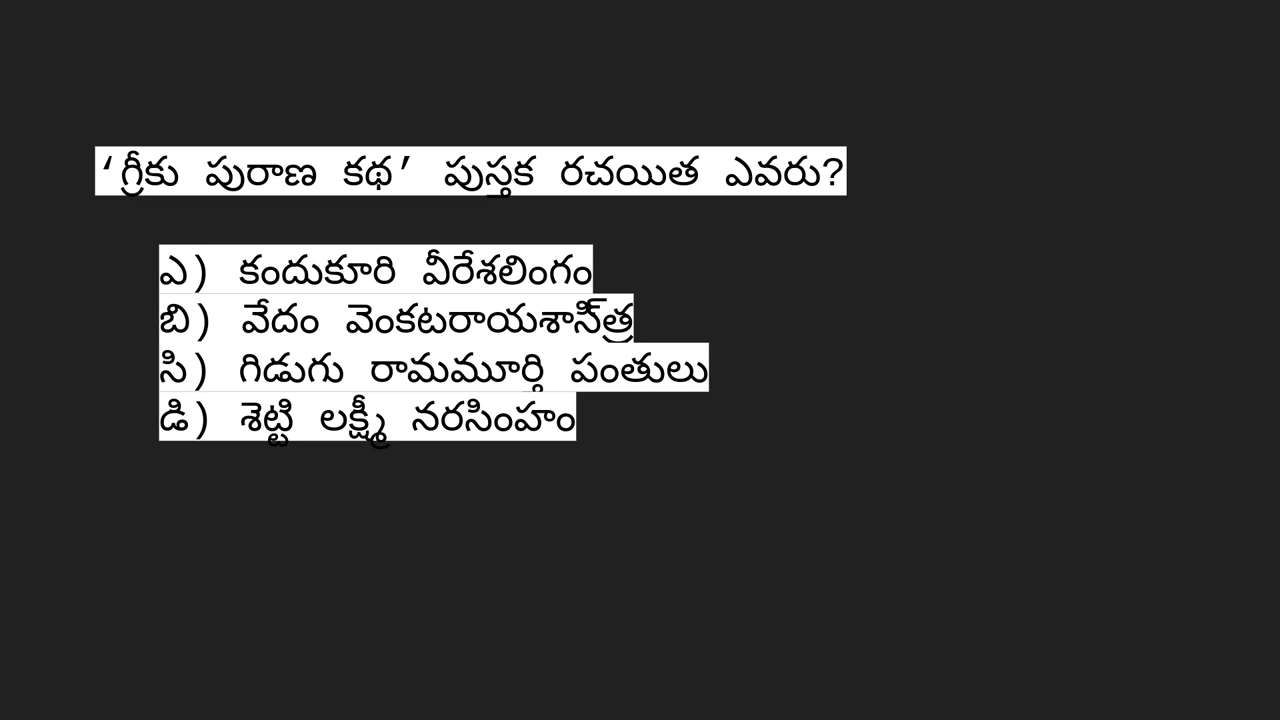 ‘గ్రీకు పురాణ కథ’ పుస్తక రచయిత ఎవరు?
ఎ) కందుకూరి వీరేశలింగం
బి) వేదం వెంకటరాయశాస్త్రి
సి) గిడుగు రామమూర్తి పంతులు
డి) శెట్టి లక్ష్మీ నరసింహం